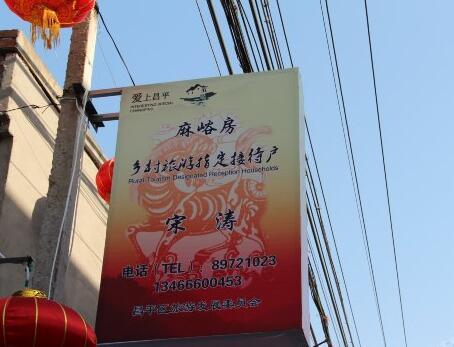 爱上昌平
麻峪房
乡村旅游指定接待户
Rural Tourism Designated Reception Households
宋 涛
电话（TEL）：89721023
13466600453
昌平区旅游发展委员会